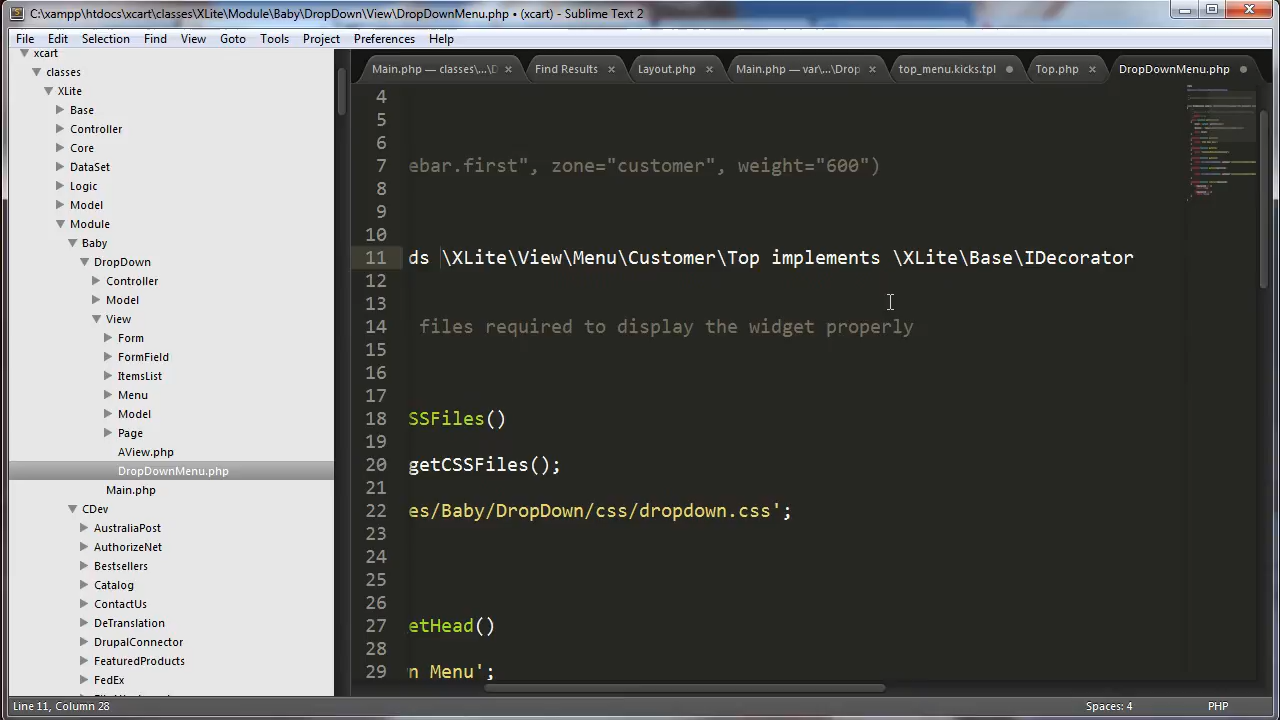 C:\xampp\htdocs\xcart\classes\XLite\Module\Baby\DropDown\View\DropDownMenu.php • (xcart) - Sublime Text 2
File Edit Selection Find View Goto Tools Project Preferences Help
xcart
classes
XLite
Base
Controller
Core
DataSet
Logic
Model
Module
Baby
DropDown
Controller
Model
View
Form
FormField
ItemsList
Menu
Model
Page
AView.php
DropDownMenu.php
Main.php
CDev
AustraliaPost
AuthorizeNet
Bestsellers
Catalog
ContactUs
DeTranslation
DrupalConnector
FeaturedProducts
FedEx
Main.php — classes\...\D Find Results Layout.php Main.php — var\...\Drop top_menu.kicks.tpl Top.php DropDownMenu.php
4
5
6
7 ebar.first", zone="customer", weight="600")
8
9
10
11 ds \XLite\View\Menu\Customer\Top implements \XLite\Base\IDecorator
12
13
14 files required to display the widget properly
15
16
17
18 SSFiles()
19
20 getCSSFiles();
21
22 es/Baby/DropDown/css/dropdown.css';
23
24
25
26
27 etHead()
28
29 n Menu';
Line 11, Column 28 Spaces: 4 PHP